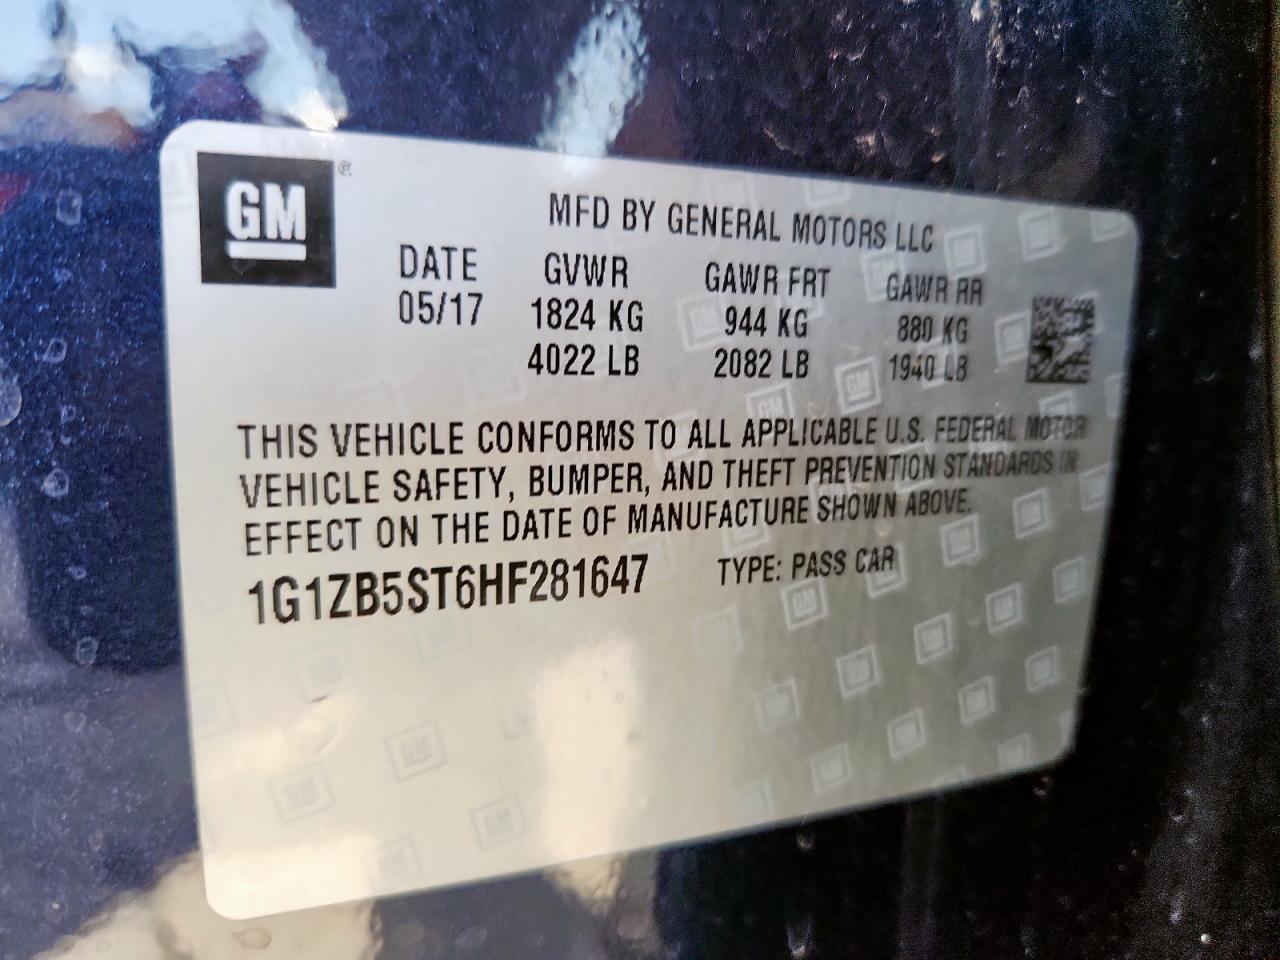 GM
MFD BY GENERAL MOTORS LLC
DATE GVWR GAWR FRT GAWR RR
05/17 1824 KG 944 KG 880 KG
4022 LB 2082 LB 1940 LB
THIS VEHICLE CONFORMS TO ALL APPLICABLE U.S. FEDERAL MOTOR
VEHICLE SAFETY, BUMPER, AND THEFT PREVENTION STANDARDS IN
EFFECT ON THE DATE OF MANUFACTURE SHOWN ABOVE.
1G1ZB5ST6HF281647 TYPE: PASS CAR